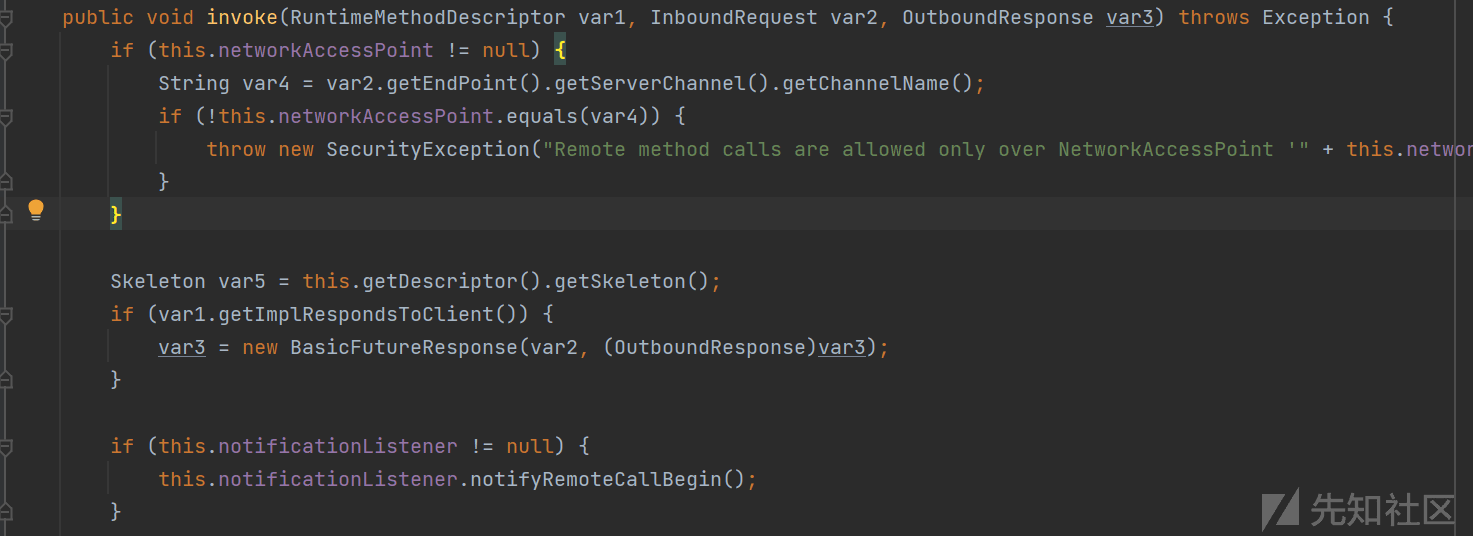 public void invoke(RuntimeMethodDescriptor var1, InboundRequest var2, OutboundResponse var3) throws Exception {
if (this.networkAccessPoint != null) {
String var4 = var2.getEndPoint().getServerChannel().getChannelName();
if (!this.networkAccessPoint.equals(var4)) {
throw new SecurityException("Remote method calls are allowed only over NetworkAccessPoint '" + this.networ
}
}
Skeleton var5 = this.getDescriptor().getSkeleton();
if (var1.getImplRespondsToClient()) {
var3 = new BasicFutureResponse(var2, (OutboundResponse)var3);
}
if (this.notificationListener != null) {
this.notificationListener.notifyRemoteCallBegin();
}
先知社区